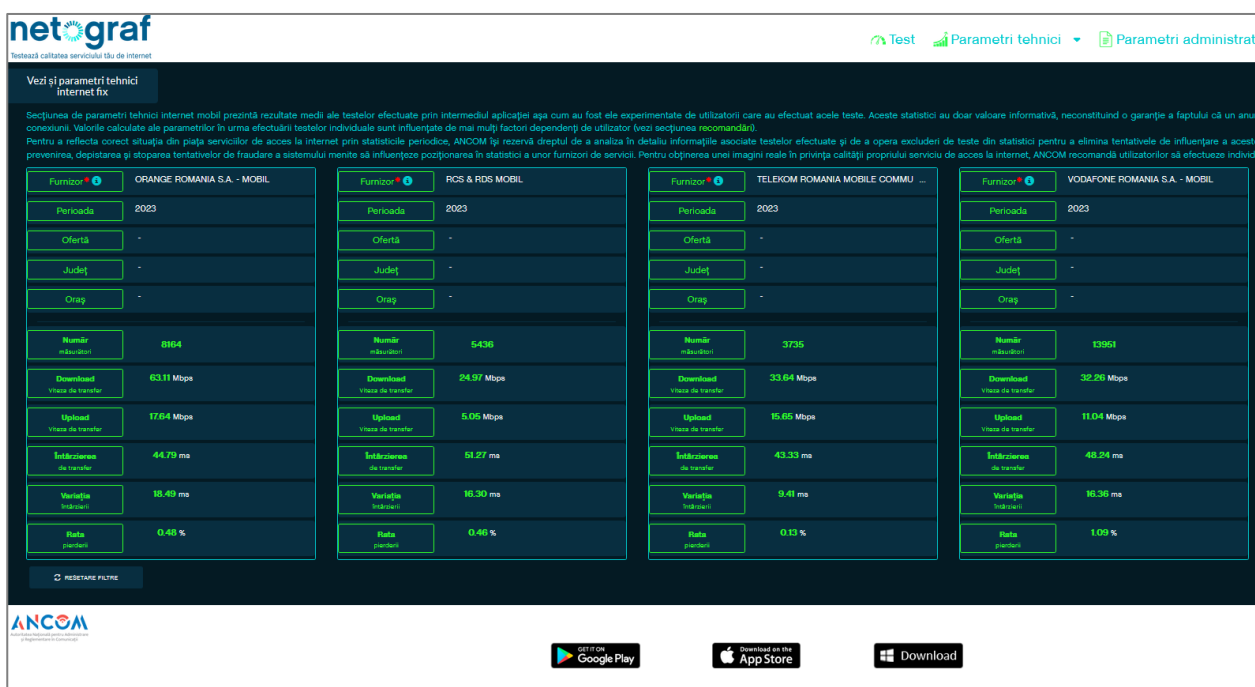 netograf
Testează calitatea serviciului tău de internet
Test
Parametri tehnici
Parametri administrat
Vezi și parametri tehnici
internet fix
Secțiunea de parametri tehnici internet mobil prezintă rezultate medii ale testelor efectuate prin intermediul aplicației așa cum au fost ele experimentate de utilizatorii care au efectuat acele teste. Aceste statistici au doar valoare informativă, neconstituind o garanție a faptului că un anu
conexiunii. Valorile calculate ale parametrilor în urma efectuării testelor individuale sunt influențate de mai mulți factori dependenți de utilizator (vezi secțiunea recomandări).
Pentru a reflecta corect situația din piața serviciilor de acces la internet prin statisticile periodice, ANCOM își rezervă dreptul de a analiza în detaliu informațiile asociate testelor efectuate și de a opera excluderi de teste din statistici pentru a elimina tentativele de influențare a acest
prevenirea, depistarea și stoparea tentativelor de fraudare a sistemului menite să influențeze poziționarea în statistici a unor furnizori de servicii. Pentru obținerea unei imagini reale în privința calității propriului serviciu de acces la internet, ANCOM recomandă utilizatorilor să efectueze individ
Furnizor* ORANGE ROMANIA S.A. - MOBIL
Perioada 2023
Ofertă -
Județ -
Oraș -
Număr 8164
măsurători
Download 63.11 Mbps
Viteza de transfer
Upload 17.64 Mbps
Viteza de transfer
Întârzierea 44.79 ms
de transfer
Variația 18.49 ms
întârzierii
Rata 0.48 %
pierderii
Furnizor* RCS & RDS MOBIL
Perioada 2023
Ofertă -
Județ -
Oraș -
Număr 5436
măsurători
Download 24.97 Mbps
Viteza de transfer
Upload 5.05 Mbps
Viteza de transfer
Întârzierea 51.27 ms
de transfer
Variația 16.30 ms
întârzierii
Rata 0.46 %
pierderii
Furnizor* TELEKOM ROMANIA MOBILE COMMU ...
Perioada 2023
Ofertă -
Județ -
Oraș -
Număr 3735
măsurători
Download 33.64 Mbps
Viteza de transfer
Upload 15.65 Mbps
Viteza de transfer
Întârzierea 43.33 ms
de transfer
Variația 9.41 ms
întârzierii
Rata 0.13 %
pierderii
Furnizor* VODAFONE ROMANIA S.A. - MOBIL
Perioada 2023
Ofertă -
Județ -
Oraș -
Număr 13951
măsurători
Download 32.26 Mbps
Viteza de transfer
Upload 11.04 Mbps
Viteza de transfer
Întârzierea 48.24 ms
de transfer
Variația 16.36 ms
întârzierii
Rata 1.09 %
pierderii
RESETARE FILTRE
ANCOM
Autoritatea Națională pentru Administrare
și Reglementare în Comunicații
GET IT ON
Google Play
Download on the
App Store
Download